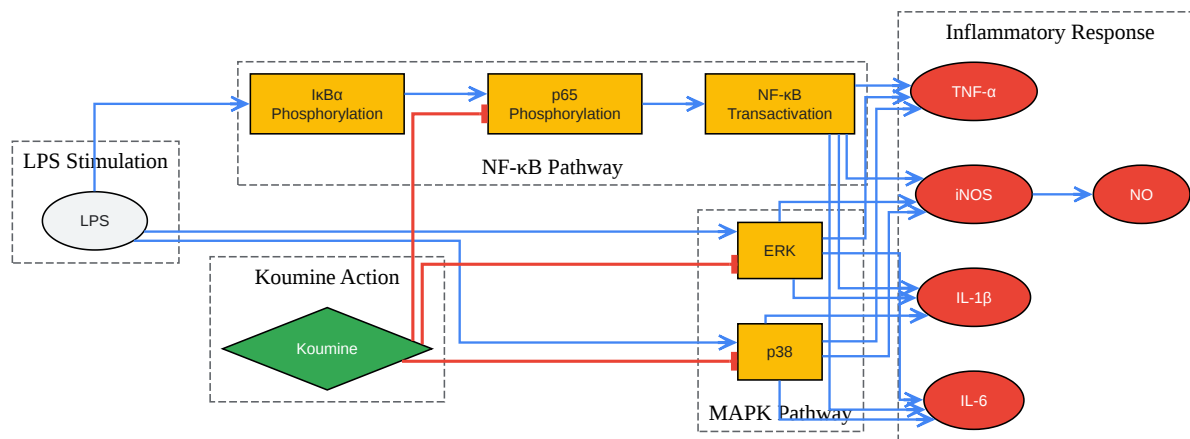 Inflammatory Response
IκBα
Phosphorylation
p65
Phosphorylation
NF-κB
Transactivation
TNF-α
LPS Stimulation
NF-κB Pathway
LPS
iNOS
NO
ERK
Koumine Action
IL-1β
Koumine
p38
MAPK Pathway
IL-6